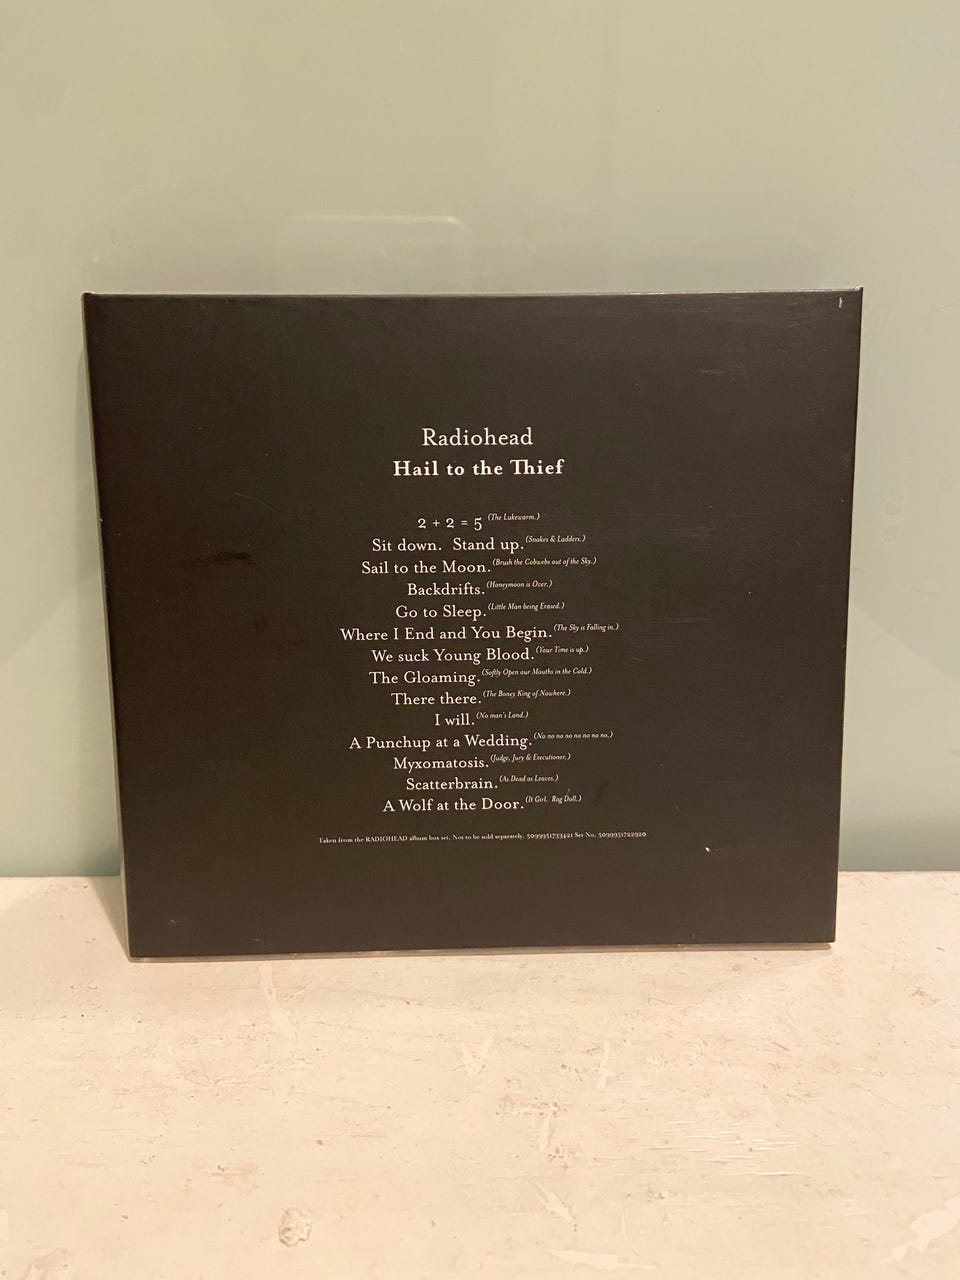 Radiohead
Hail to the Thief
2 + 2 = 5 (The Lukewarm.)
Sit down. Stand up. (Snakes & Ladders.)
Sail to the Moon. (Brush the Cobwebs out of the Sky.)
Backdrifts. (Honeymoon is Over.)
Go to Sleep. (Little Man being Erased.)
Where I End and You Begin. (The Sky is Falling in.)
We suck Young Blood. (Your Time is up.)
The Gloaming. (Softly Open our Mouths in the Cold.)
There there. (The Boney King of Nowhere.)
I will. (No man's Land.)
A Punchup at a Wedding. (No no no no no no no no.)
Myxomatosis. (Judge, Jury & Executioner.)
Scatterbrain. (As Dead as Leaves.)
A Wolf at the Door. (It Girl. Rag Doll.)
Taken from the RADIOHEAD album box set. Not to be sold separately. 5099951733421 Set No. 5099951722920